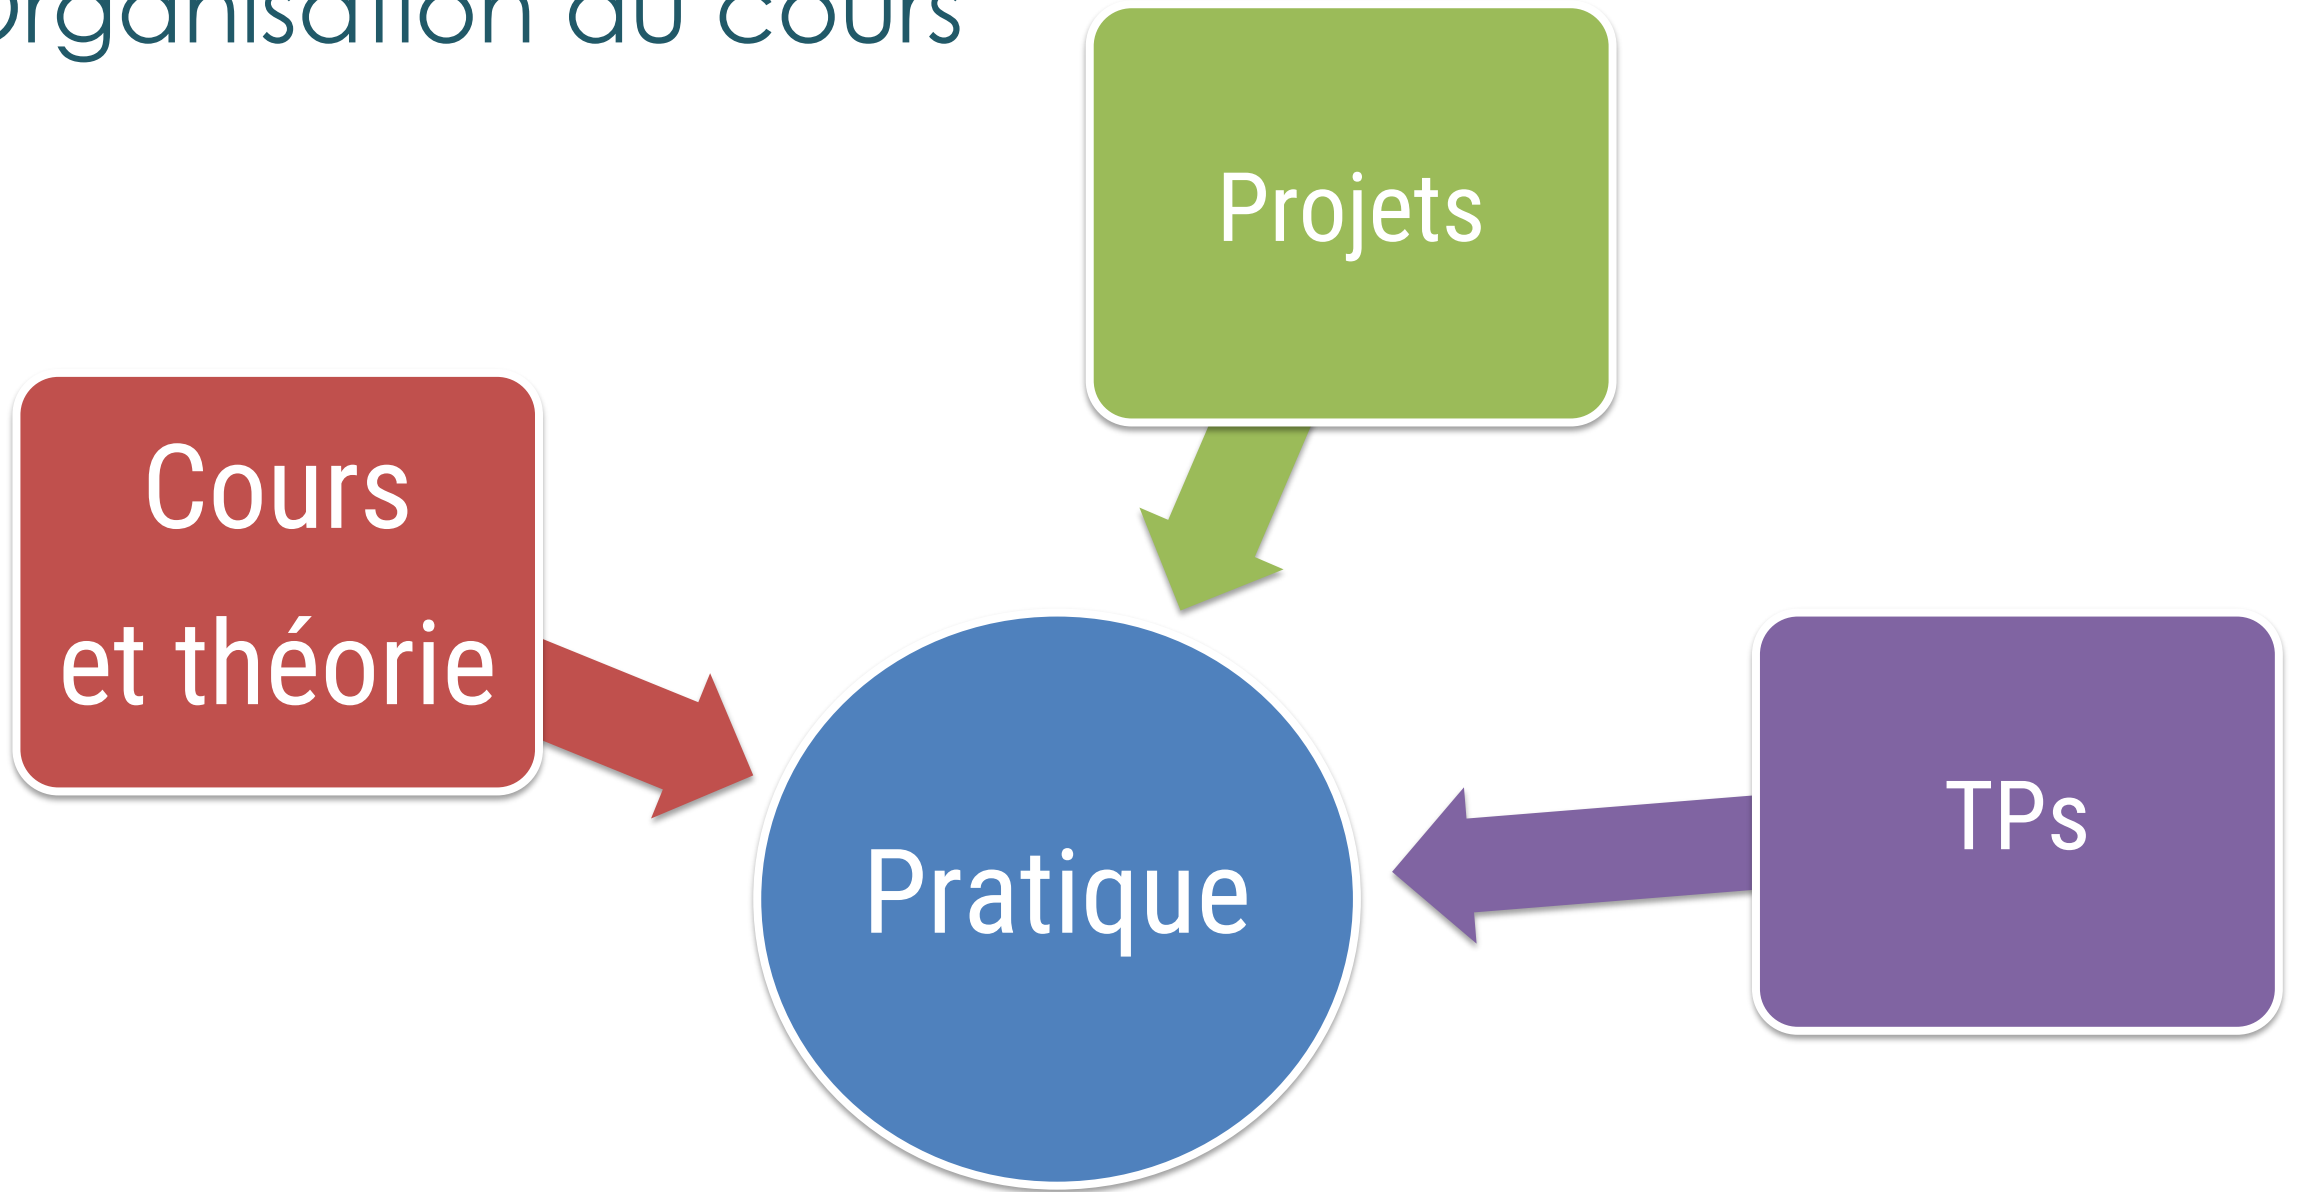 Organisation du cours
Projets
Cours
et théorie
TPs
Pratique